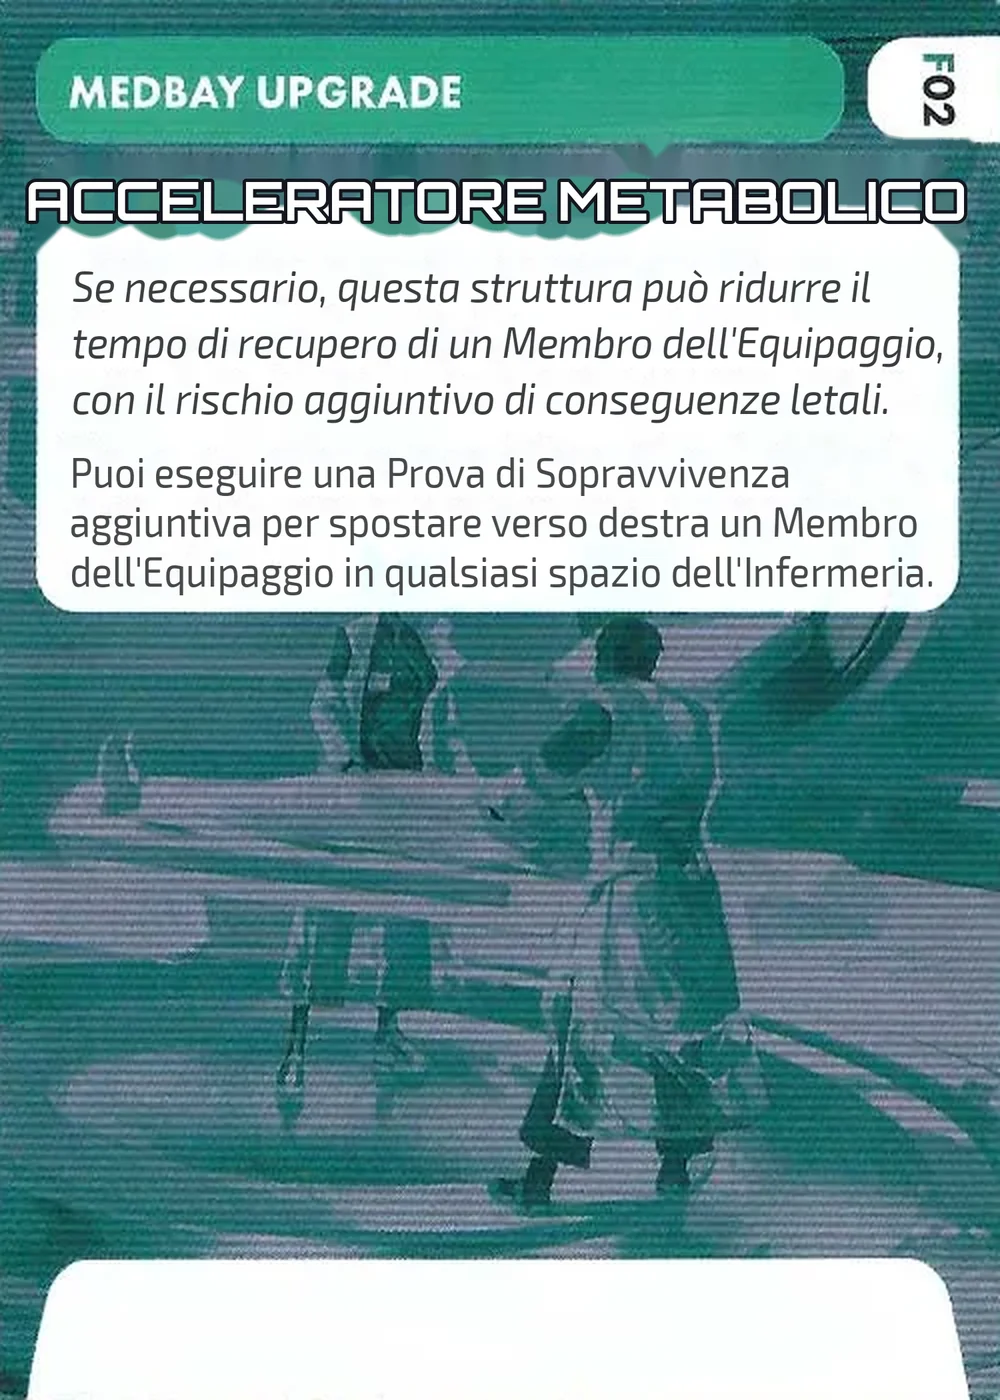 MEDBAY UPGRADE
F02
ACCELERATORE METABOLICO
Se necessario, questa struttura può ridurre il
tempo di recupero di un Membro dell'Equipaggio,
con il rischio aggiuntivo di conseguenze letali.
Puoi eseguire una Prova di Sopravvivenza
aggiuntiva per spostare verso destra un Membro
dell'Equipaggio in qualsiasi spazio dell'Infermeria.